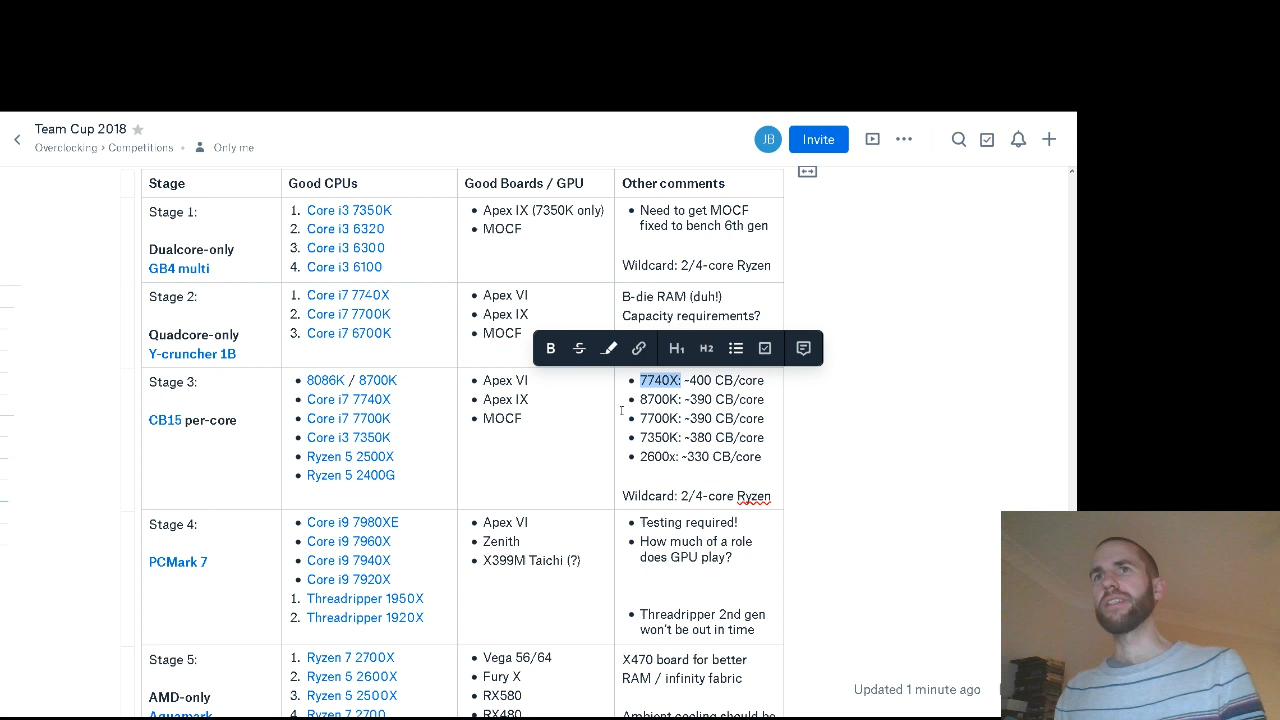 Team Cup 2018
Overclocking > Competitions • Only me
JB
Invite
Stage
Good CPUs
Good Boards / GPU
Other comments
Stage 1:
Dualcore-only
GB4 multi
1. Core i3 7350K
2. Core i3 6320
3. Core i3 6300
4. Core i3 6100
• Apex IX (7350K only)
• MOCF
• Need to get MOCF
fixed to bench 6th gen
Wildcard: 2/4-core Ryzen
Stage 2:
Quadcore-only
Y-cruncher 1B
1. Core i7 7740X
2. Core i7 7700K
3. Core i7 6700K
• Apex VI
• Apex IX
• MOCF
B-die RAM (duh!)
Capacity requirements?
B S H1 H2
Stage 3:
CB15 per-core
• 8086K / 8700K
• Core i7 7740X
• Core i7 7700K
• Core i3 7350K
• Ryzen 5 2500X
• Ryzen 5 2400G
• Apex VI
• Apex IX
• MOCF
• 7740X: ~400 CB/core
• 8700K: ~390 CB/core
• 7700K: ~390 CB/core
• 7350K: ~380 CB/core
• 2600x: ~330 CB/core
Wildcard: 2/4-core Ryzen
Stage 4:
PCMark 7
• Core i9 7980XE
• Core i9 7960X
• Core i9 7940X
• Core i9 7920X
1. Threadripper 1950X
2. Threadripper 1920X
• Apex VI
• Zenith
• X399M Taichi (?)
• Testing required!
• How much of a role
does GPU play?
• Threadripper 2nd gen
won't be out in time
Stage 5:
AMD-only
Aquamark
1. Ryzen 7 2700X
2. Ryzen 5 2600X
3. Ryzen 5 2500X
4. Ryzen 7 2700
• Vega 56/64
• Fury X
• RX580
• RX480
X470 board for better
RAM / infinity fabric
Ambient cooling should be
Updated 1 minute ago